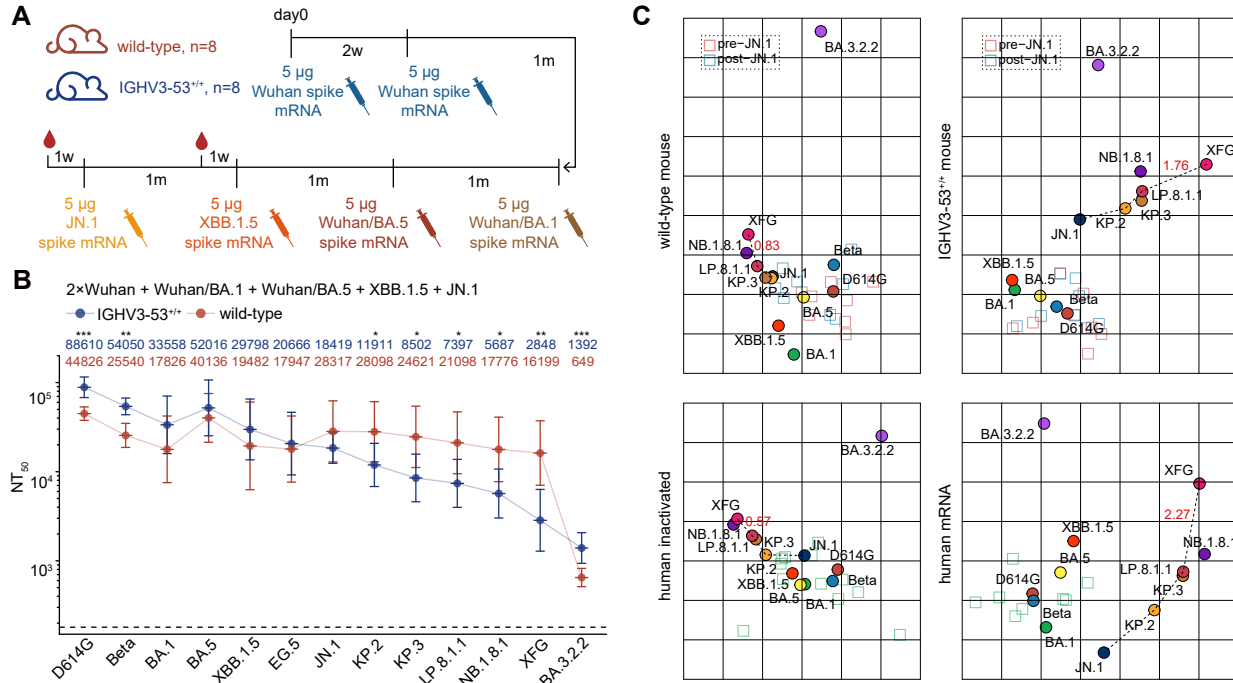 A
wild-type, n=8
IGHV3-53+/+, n=8
day0
2w
1m
5 µg
Wuhan spike
mRNA
5 µg
Wuhan spike
mRNA
1w
1m
1w
1m
1m
5 µg
JN.1
spike mRNA
5 µg
XBB.1.5
spike mRNA
5 µg
Wuhan/BA.5
spike mRNA
5 µg
Wuhan/BA.1
spike mRNA
B
2×Wuhan + Wuhan/BA.1 + Wuhan/BA.5 + XBB.1.5 + JN.1
IGHV3-53+/+ wild-type
*** ** * * * * ** ***
88610 54050 33558 52016 29798 20666 18419 11911 8502 7397 5687 2848 1392
44826 25540 17826 40136 19482 17947 28317 28098 24621 21098 17776 16199 649
NT50
10^5
10^4
10^3
D614G
Beta
BA.1
BA.5
XBB.1.5
EG.5
JN.1
KP.2
KP.3
LP.8.1.1
NB.1.8.1
XFG
BA.3.2.2
C
wild-type mouse
pre−JN.1
post−JN.1
BA.3.2.2
XFG
0.83
NB.1.8.1
LP.8.1.1
KP.3
JN.1
KP.2
Beta
D614G
BA.5
XBB.1.5
BA.1
IGHV3-53+/+ mouse
pre−JN.1
post−JN.1
BA.3.2.2
XFG
NB.1.8.1
1.76
LP.8.1.1
KP.3
KP.2
JN.1
XBB.1.5
BA.5
BA.1
Beta
D614G
human inactivated
BA.3.2.2
XFG
0.57
NB.1.8.1
LP.8.1.1
KP.3
JN.1
KP.2
D614G
XBB.1.5
Beta
BA.5
BA.1
human mRNA
BA.3.2.2
XFG
2.27
XBB.1.5
NB.1.8.1
BA.5
LP.8.1.1
D614G
KP.3
Beta
KP.2
BA.1
JN.1